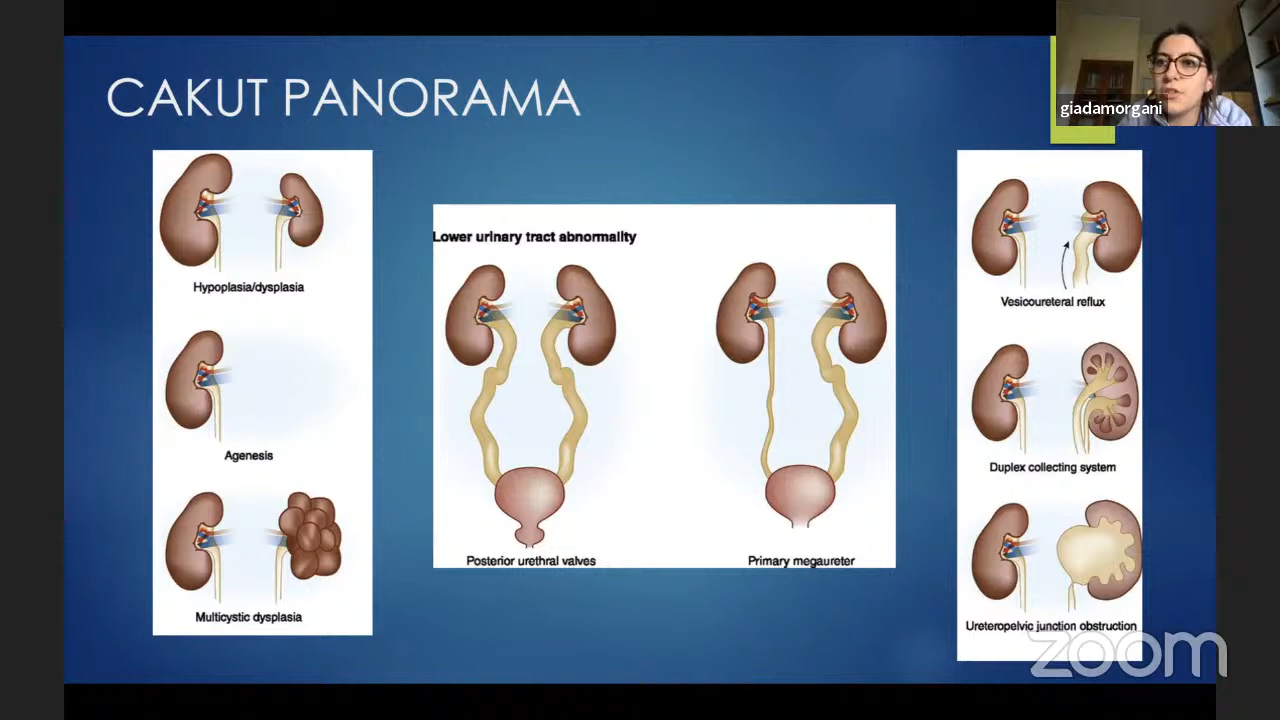 CAKUT PANORAMA
giadamorgani
Hypoplasia/dysplasia
Agenesis
Multicystic dysplasia
Lower urinary tract abnormality
Posterior urethral valves
Primary megaureter
Vesicoureteral reflux
Duplex collecting system
Ureteropelvic junction obstruction
zoom